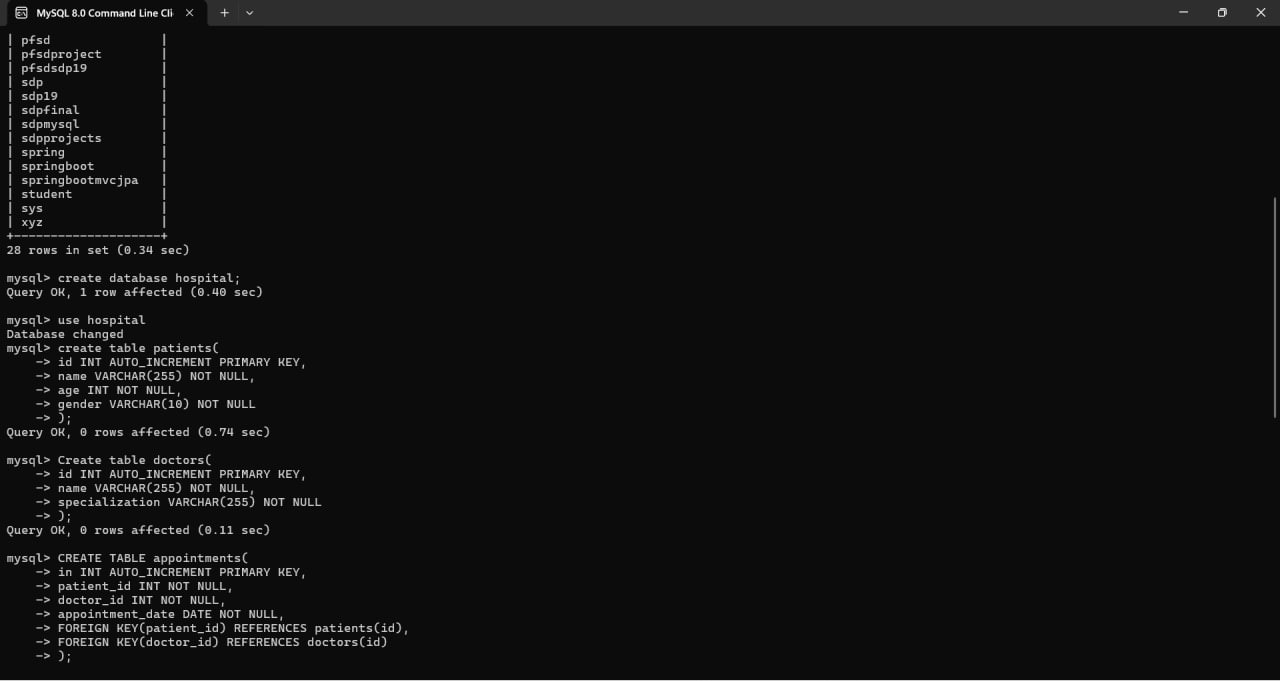 MySQL 8.0 Command Line Cli
| pfsd |
| pfsdproject |
| pfsdsdp19 |
| sdp |
| sdp19 |
| sdpfinal |
| sdpmysql |
| sdpprojects |
| spring |
| springboot |
| springbootmvcjpa |
| student |
| sys |
| xyz |
+--------------------+
28 rows in set (0.34 sec)
mysql> create database hospital;
Query OK, 1 row affected (0.40 sec)
mysql> use hospital
Database changed
mysql> create table patients(
-> id INT AUTO_INCREMENT PRIMARY KEY,
-> name VARCHAR(255) NOT NULL,
-> age INT NOT NULL,
-> gender VARCHAR(10) NOT NULL
-> );
Query OK, 0 rows affected (0.74 sec)
mysql> Create table doctors(
-> id INT AUTO_INCREMENT PRIMARY KEY,
-> name VARCHAR(255) NOT NULL,
-> specialization VARCHAR(255) NOT NULL
-> );
Query OK, 0 rows affected (0.11 sec)
mysql> CREATE TABLE appointments(
-> in INT AUTO_INCREMENT PRIMARY KEY,
-> patient_id INT NOT NULL,
-> doctor_id INT NOT NULL,
-> appointment_date DATE NOT NULL,
-> FOREIGN KEY(patient_id) REFERENCES patients(id),
-> FOREIGN KEY(doctor_id) REFERENCES doctors(id)
-> );